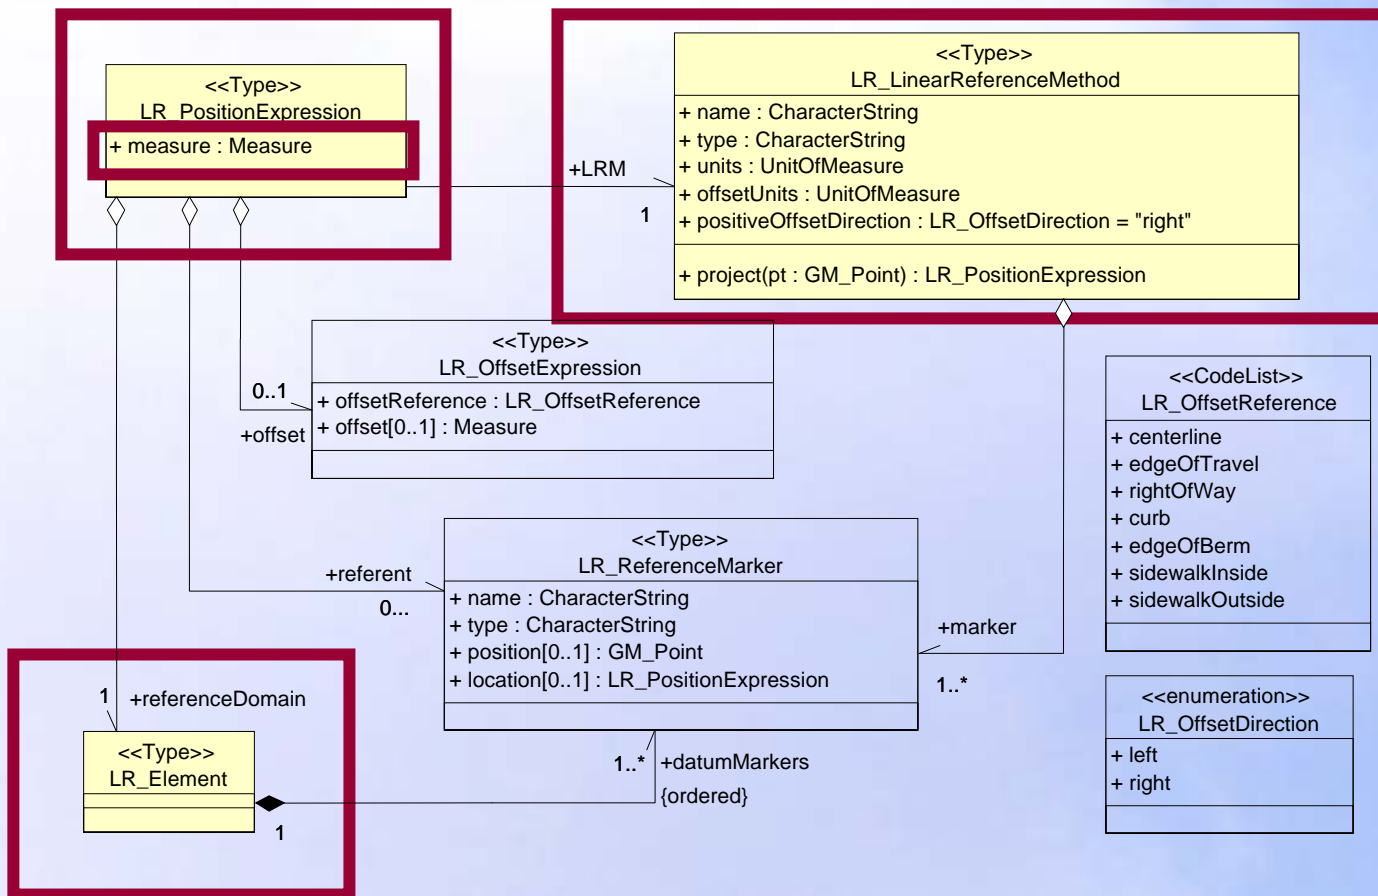 <<Type>>
LR_PositionExpression
+ measure : Measure
<<Type>>
LR_LinearReferenceMethod
+ name : CharacterString
+ type : CharacterString
+ units : UnitOfMeasure
+ offsetUnits : UnitOfMeasure
+ positiveOffsetDirection : LR_OffsetDirection = "right"
+ project(pt : GM_Point) : LR_PositionExpression
+LRM
1
<<Type>>
LR_OffsetExpression
+ offsetReference : LR_OffsetReference
+ offset[0..1] : Measure
0..1
+offset
<<CodeList>>
LR_OffsetReference
+ centerline
+ edgeOfTravel
+ rightOfWay
+ curb
+ edgeOfBerm
+ sidewalkInside
+ sidewalkOutside
<<Type>>
LR_ReferenceMarker
+ name : CharacterString
+ type : CharacterString
+ position[0..1] : GM_Point
+ location[0..1] : LR_PositionExpression
+referent
0...
+marker
1..*
1
+referenceDomain
<<Type>>
LR_Element
1..*
+datumMarkers
{ordered}
1
<<enumeration>>
LR_OffsetDirection
+ left
+ right